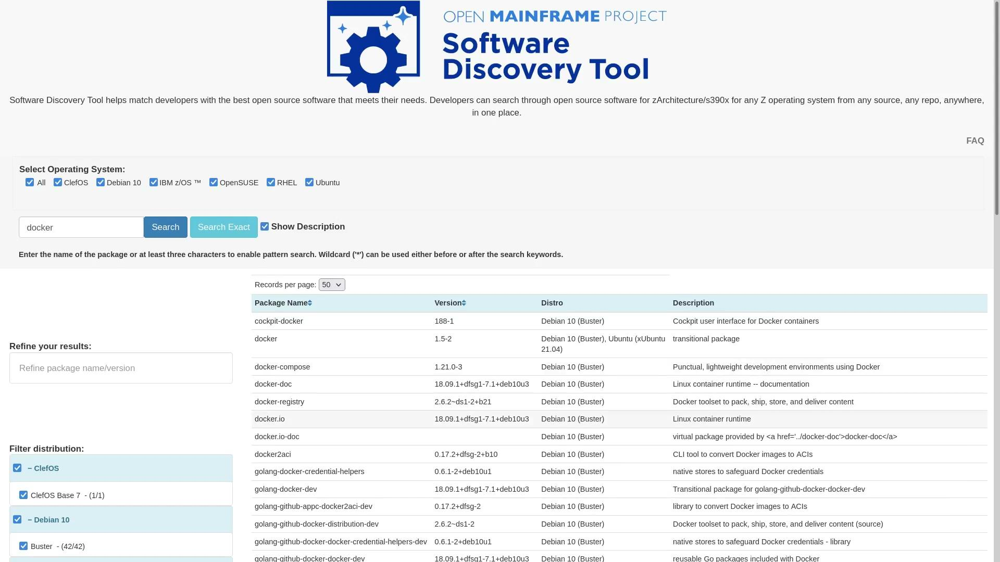 OPEN MAINFRAME PROJECT
Software
Discovery Tool
Software Discovery Tool helps match developers with the best open source software that meets their needs. Developers can search through open source software for zArchitecture/s390x for any Z operating system from any source, any repo, anywhere,
in one place.
FAQ
Select Operating System:
All ClefOS Debian 10 IBM z/OS ™ OpenSUSE RHEL Ubuntu
docker Search Search Exact Show Description
Enter the name of the package or at least three characters to enable pattern search. Wildcard ('*') can be used either before or after the search keywords.
Refine your results:
Refine package name/version
Filter distribution:
– ClefOS
ClefOS Base 7 - (1/1)
– Debian 10
Buster - (42/42)
Records per page: 50
Package Name Version Distro Description
cockpit-docker 188-1 Debian 10 (Buster) Cockpit user interface for Docker containers
docker 1.5-2 Debian 10 (Buster), Ubuntu (xUbuntu transitional package
21.04)
docker-compose 1.21.0-3 Debian 10 (Buster) Punctual, lightweight development environments using Docker
docker-doc 18.09.1+dfsg1-7.1+deb10u3 Debian 10 (Buster) Linux container runtime -- documentation
docker-registry 2.6.2~ds1-2+b21 Debian 10 (Buster) Docker toolset to pack, ship, store, and deliver content
docker.io 18.09.1+dfsg1-7.1+deb10u3 Debian 10 (Buster) Linux container runtime
docker.io-doc Debian 10 (Buster) virtual package provided by <a href='../docker-doc'>docker-doc</a>
docker2aci 0.17.2+dfsg-2+b10 Debian 10 (Buster) CLI tool to convert Docker images to ACIs
golang-docker-credential-helpers 0.6.1-2+deb10u1 Debian 10 (Buster) native stores to safeguard Docker credentials
golang-docker-dev 18.09.1+dfsg1-7.1+deb10u3 Debian 10 (Buster) Transitional package for golang-github-docker-docker-dev
golang-github-appc-docker2aci-dev 0.17.2+dfsg-2 Debian 10 (Buster) library to convert Docker images to ACIs
golang-github-docker-distribution-dev 2.6.2~ds1-2 Debian 10 (Buster) Docker toolset to pack, ship, store, and deliver content (source)
golang-github-docker-docker-credential-helpers-dev 0.6.1-2+deb10u1 Debian 10 (Buster) native stores to safeguard Docker credentials - library
golang-github-docker-docker-dev 18.09.1+dfsg1-7.1+deb10u3 Debian 10 (Buster) reusable Go packages included with Docker